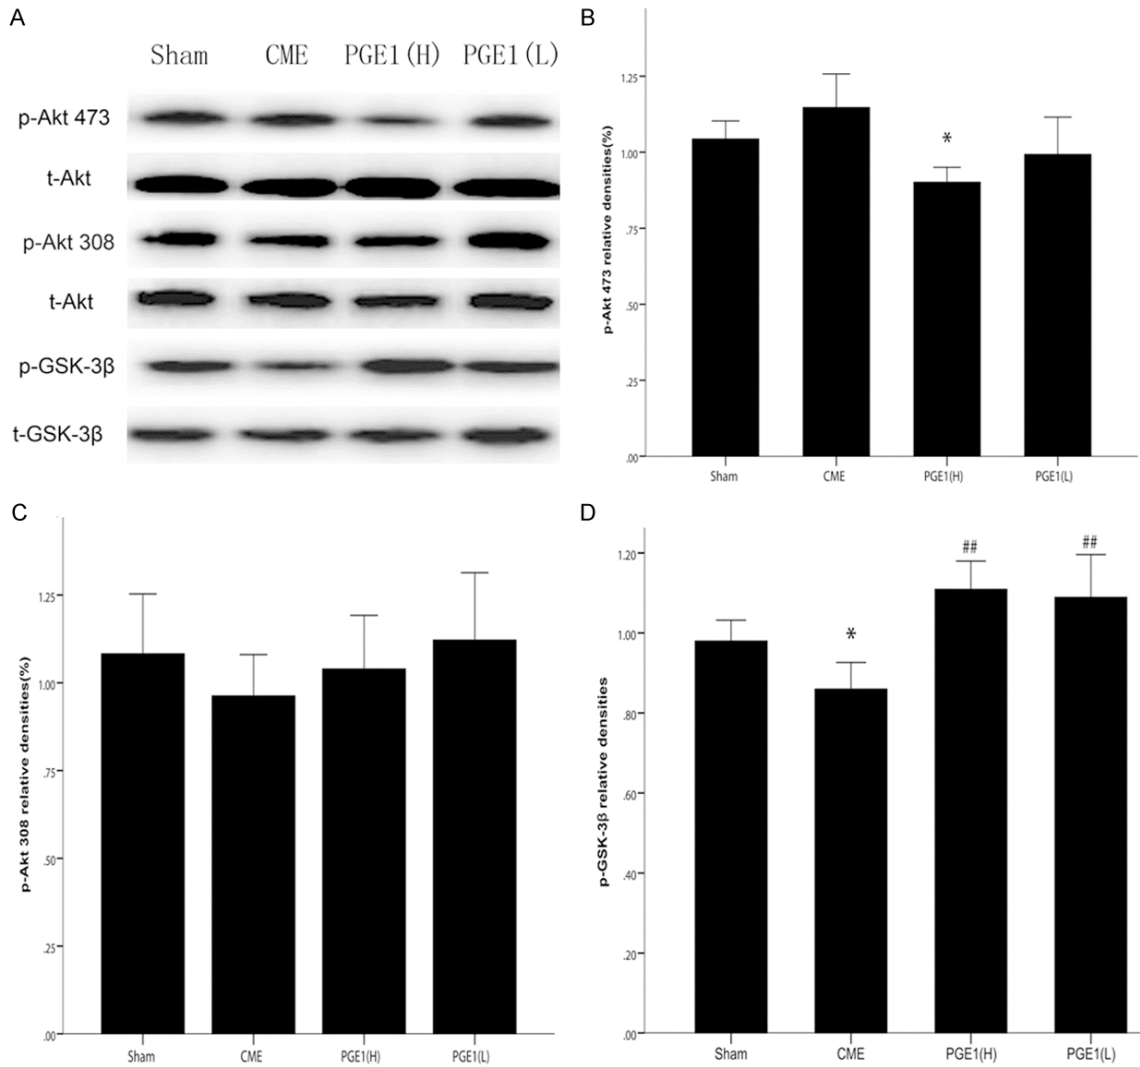 A
Sham CME PGE1(H) PGE1(L)
p-Akt 473
t-Akt
p-Akt 308
t-Akt
p-GSK-3β
t-GSK-3β
B
p-Akt 473 relative densities(%)
1.25
1.00
.75
.50
.25
.00
*
Sham CME PGE1(H) PGE1(L)
C
p-Akt 308 relative densities(%)
1.25
1.00
.75
.50
.25
.00
Sham CME PGE1(H) PGE1(L)
D
p-GSK-3β relative densities
1.20
1.00
.80
.60
.40
.20
.00
* ## ##
Sham CME PGE1(H) PGE1(L)